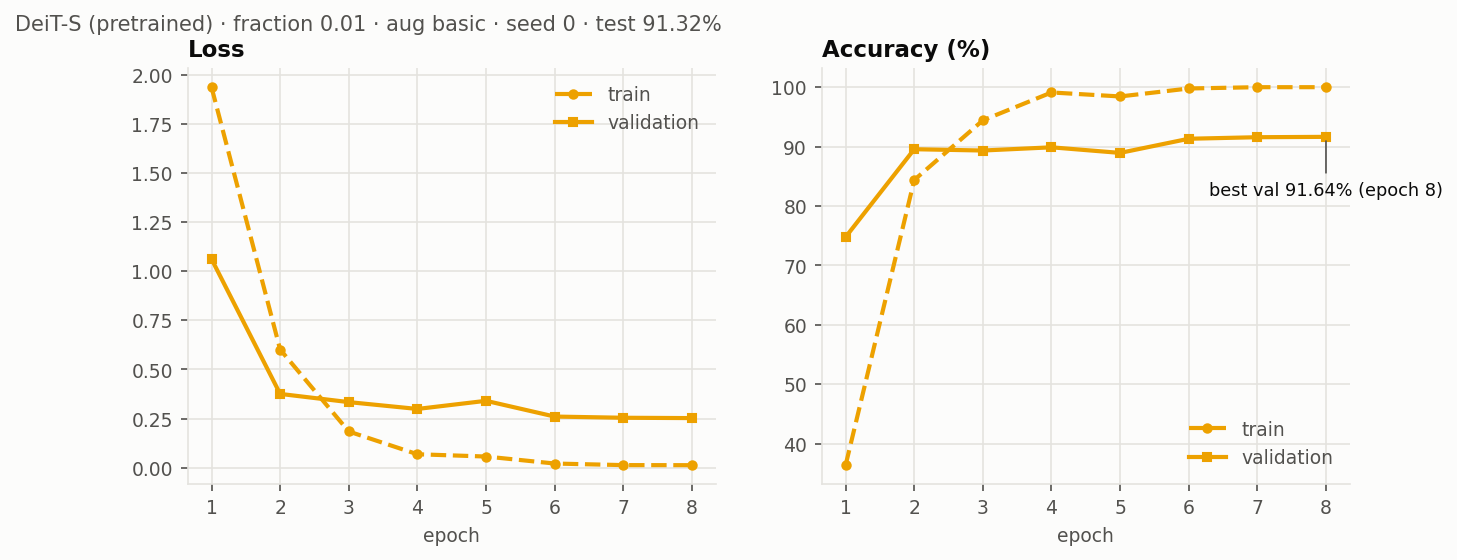 DeiT-S (pretrained) · fraction 0.01 · aug basic · seed 0 · test 91.32%
Loss
2.00
1.75
1.50
1.25
1.00
0.75
0.50
0.25
0.00
train
validation
1 2 3 4 5 6 7 8
epoch
Accuracy (%)
100
90
80
70
60
50
40
best val 91.64% (epoch 8)
train
validation
1 2 3 4 5 6 7 8
epoch